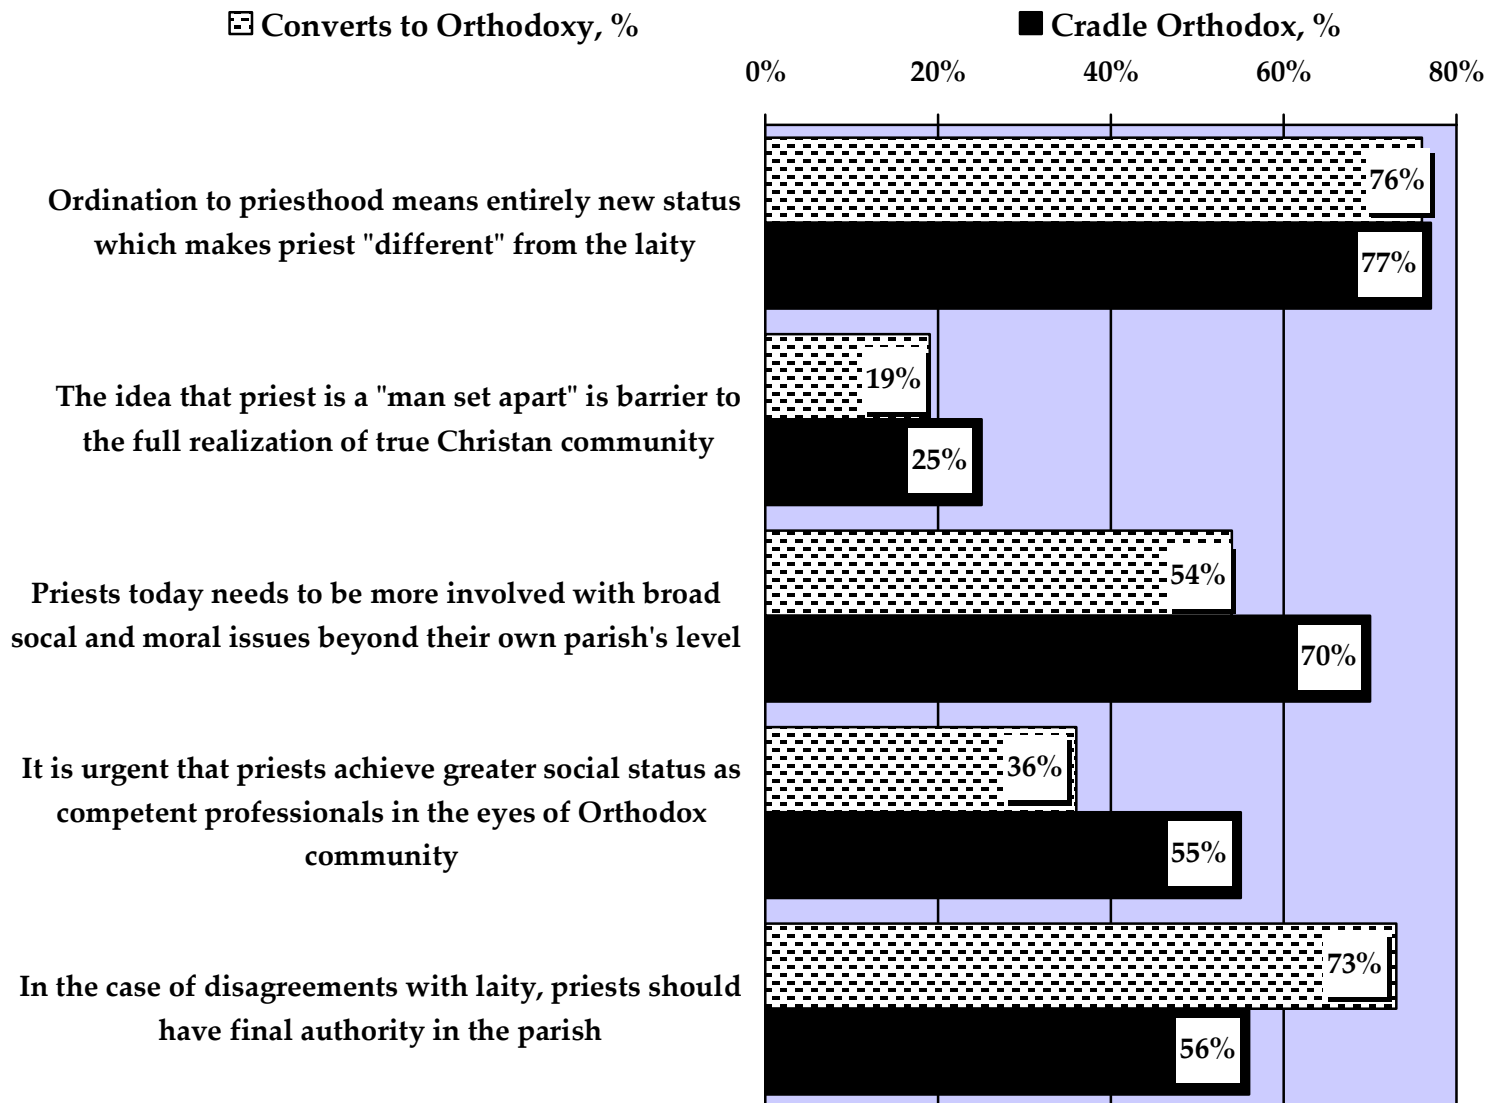 Converts to Orthodoxy, %
Cradle Orthodox, %
0% 20% 40% 60% 80%
Ordination to priesthood means entirely new status
which makes priest "different" from the laity
76%
77%
The idea that priest is a "man set apart" is barrier to
the full realization of true Christan community
19%
25%
Priests today needs to be more involved with broad
socal and moral issues beyond their own parish's level
54%
70%
It is urgent that priests achieve greater social status as
competent professionals in the eyes of Orthodox
community
36%
55%
In the case of disagreements with laity, priests should
have final authority in the parish
73%
56%